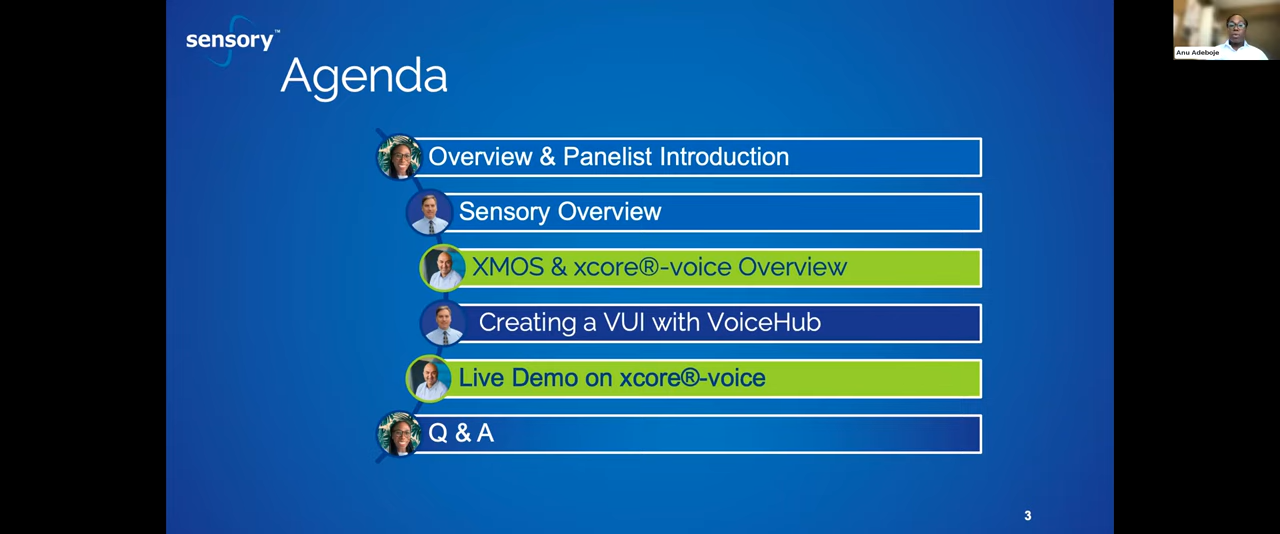 sensory™
Agenda
Anu Adeboje
Overview & Panelist Introduction
Sensory Overview
XMOS & xcore®-voice Overview
Creating a VUI with VoiceHub
Live Demo on xcore®-voice
Q & A
3